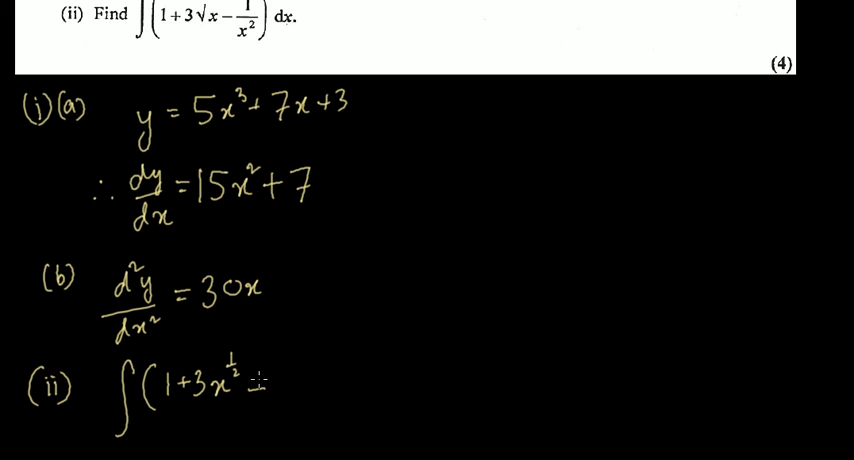 (ii) Find ∫(1+3√x−1/x²) dx.
(4)
(i)(a) y = 5x³+7x+3
∴ dy/dx = 15x²+7
(b) d²y/dx² = 30x
(ii) ∫(1+3x^½ −